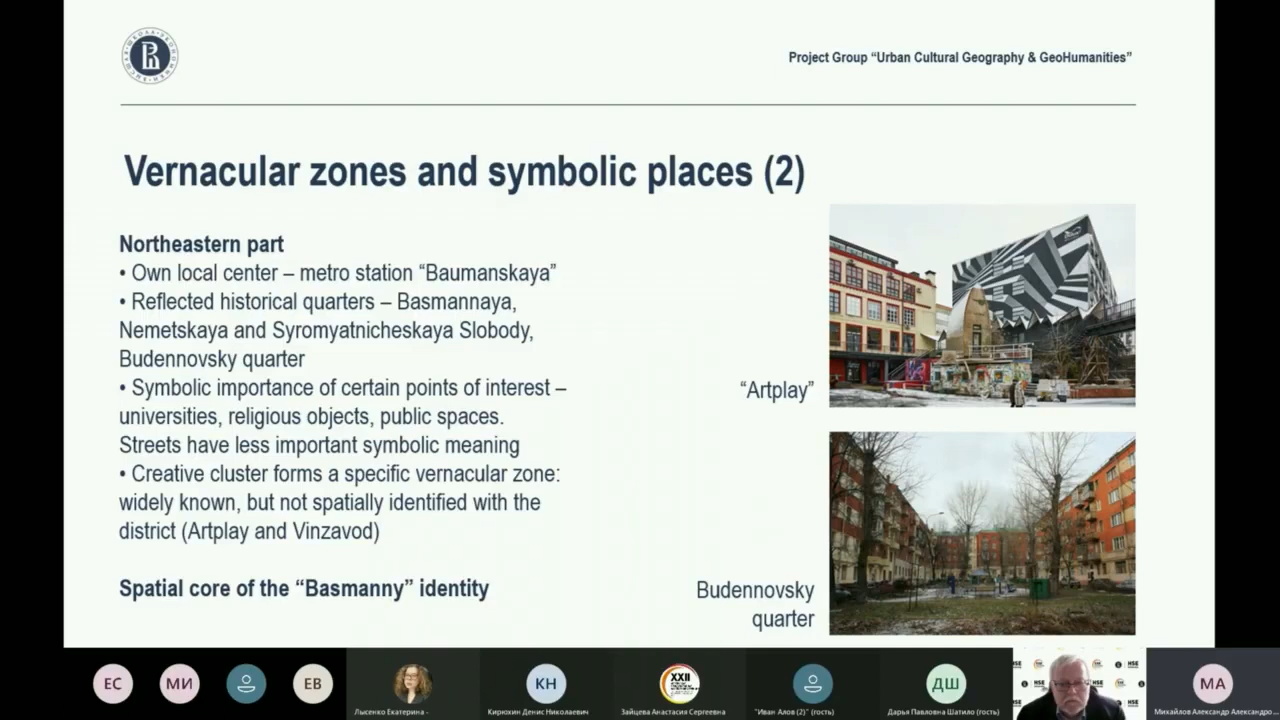 Project Group “Urban Cultural Geography & GeoHumanities”
Vernacular zones and symbolic places (2)
Northeastern part
• Own local center – metro station “Baumanskaya”
• Reflected historical quarters – Basmannaya,
Nemetskaya and Syromyatnicheskaya Slobody,
Budennovsky quarter
• Symbolic importance of certain points of interest –
universities, religious objects, public spaces.
Streets have less important symbolic meaning
• Creative cluster forms a specific vernacular zone:
widely known, but not spatially identified with the
district (Artplay and Vinzavod)
Spatial core of the “Basmanny” identity
“Artplay”
Budennovsky
quarter
ЕС
МИ
ЕВ
КН
XXII
ДШ
HSE
МА
Лысенко Екатерина -
Кирюхин Денис Николаевич
Зайцева Анастасия Сергеевна
"Иван Алов (2)" (гость)
Дарья Павловна Шатило (гость)
Михайлов Александр Александро...